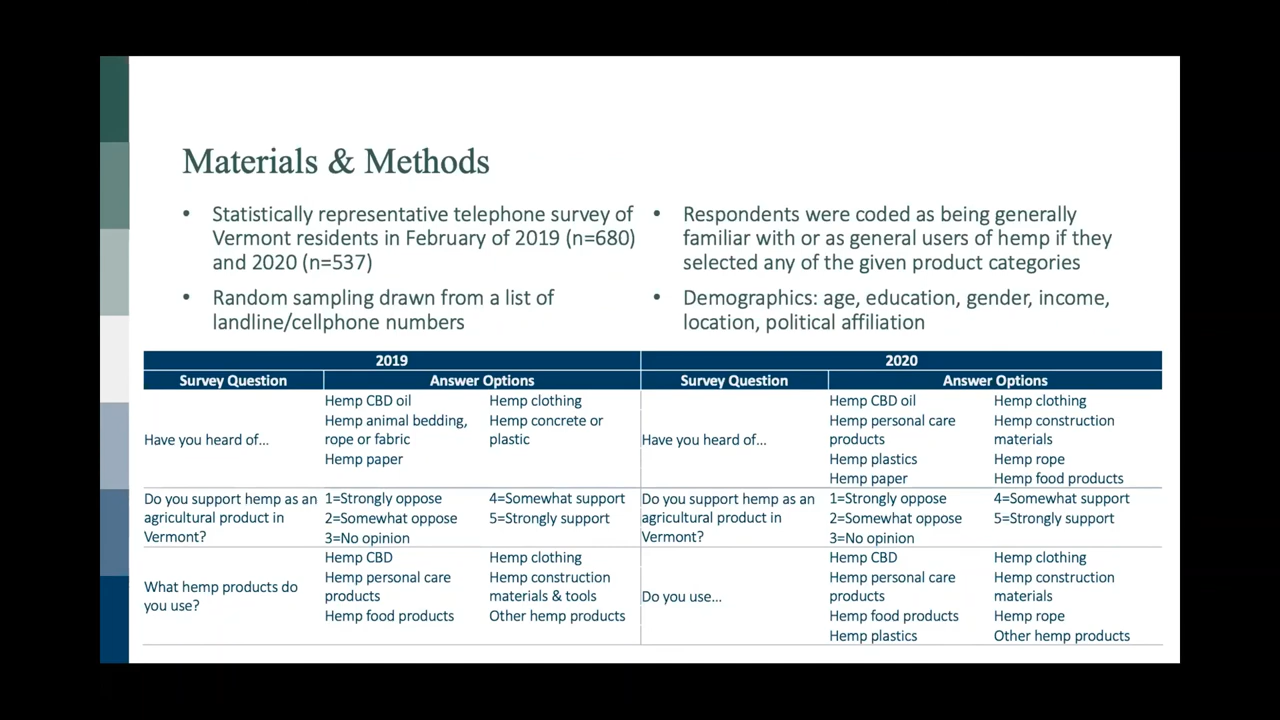 Materials & Methods
• Statistically representative telephone survey of
Vermont residents in February of 2019 (n=680)
and 2020 (n=537)
• Random sampling drawn from a list of
landline/cellphone numbers
• Respondents were coded as being generally
familiar with or as general users of hemp if they
selected any of the given product categories
• Demographics: age, education, gender, income,
location, political affiliation
2019
Survey Question
Answer Options
Have you heard of...
Hemp CBD oil
Hemp animal bedding,
rope or fabric
Hemp paper
Hemp clothing
Hemp concrete or
plastic
Do you support hemp as an
agricultural product in
Vermont?
1=Strongly oppose
2=Somewhat oppose
3=No opinion
4=Somewhat support
5=Strongly support
What hemp products do
you use?
Hemp CBD
Hemp personal care
products
Hemp food products
Hemp clothing
Hemp construction
materials & tools
Other hemp products
2020
Survey Question
Answer Options
Have you heard of...
Hemp CBD oil
Hemp personal care
products
Hemp plastics
Hemp paper
Hemp clothing
Hemp construction
materials
Hemp rope
Hemp food products
Do you support hemp as an
agricultural product in
Vermont?
1=Strongly oppose
2=Somewhat oppose
3=No opinion
4=Somewhat support
5=Strongly support
Do you use...
Hemp CBD
Hemp personal care
products
Hemp food products
Hemp plastics
Hemp clothing
Hemp construction
materials
Hemp rope
Other hemp products